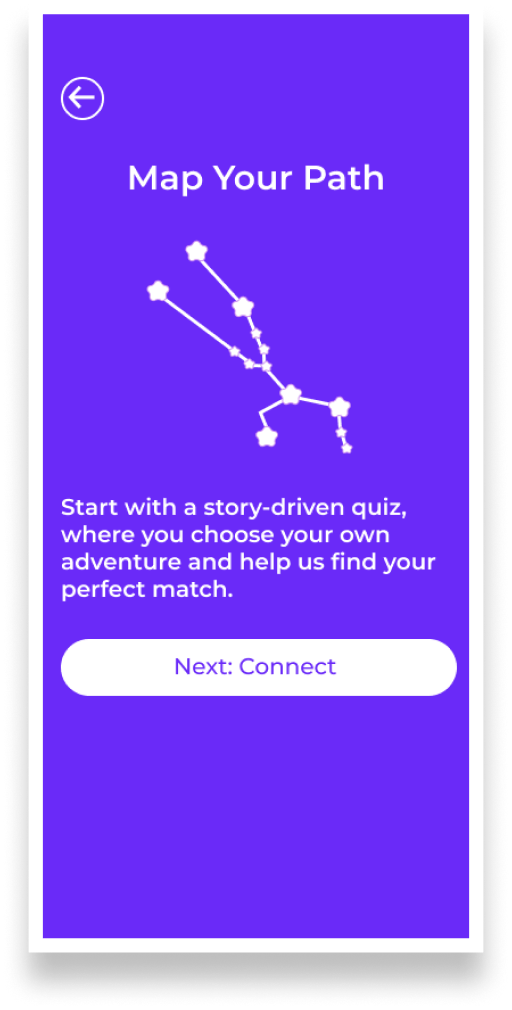 Map Your Path
Start with a story-driven quiz,
where you choose your own
adventure and help us find your
perfect match.
Next: Connect